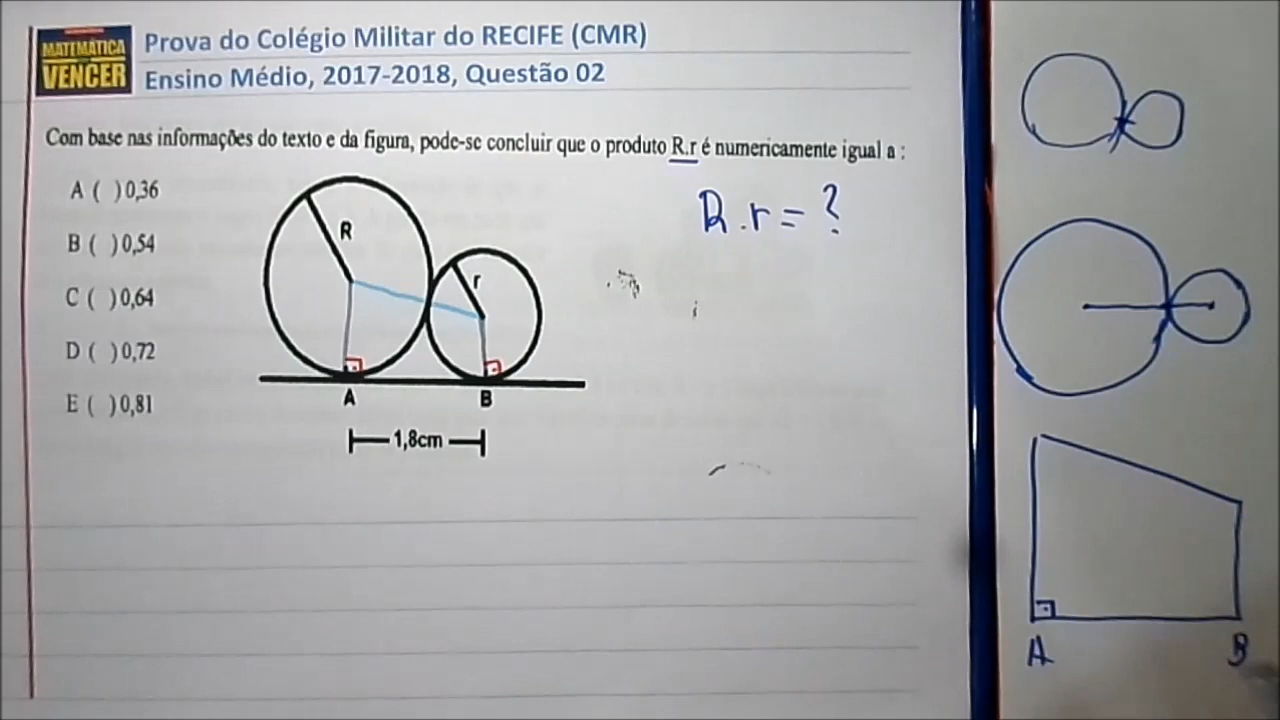 MATEMÁTICA
VENCER
Prova do Colégio Militar do RECIFE (CMR)
Ensino Médio, 2017-2018, Questão 02
Com base nas informações do texto e da figura, pode-se concluir que o produto R.r é numericamente igual a :
A ( ) 0,36
B ( ) 0,54
C ( ) 0,64
D ( ) 0,72
E ( ) 0,81
R
r
A
B
1,8cm
R.r = ?
A
B